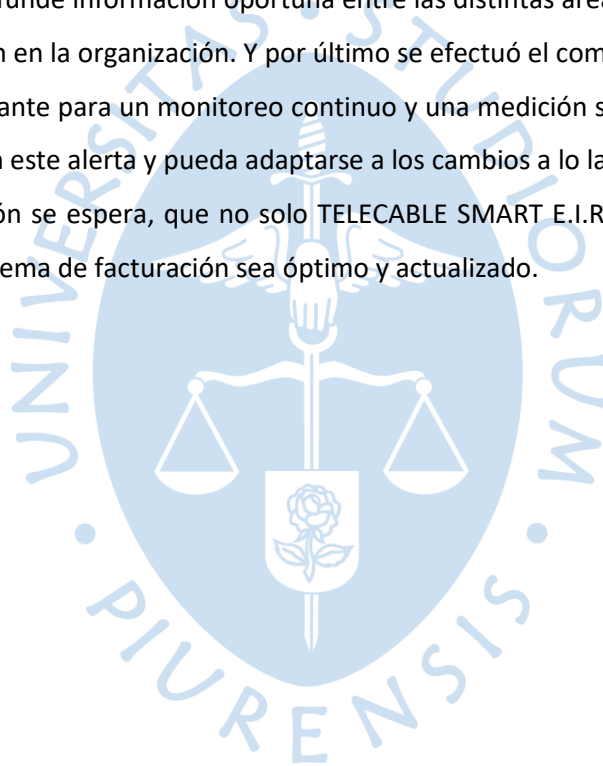 unde información oportuna entre las distintas área
n en la organización. Y por último se efectuó el com
ante para un monitoreo continuo y una medición s
este alerta y pueda adaptarse a los cambios a lo la
ón se espera, que no solo TELECABLE SMART E.I.R
ema de facturación sea óptimo y actualizado.
UNIVERSITAS • STUDIORUM • PIURENSIS